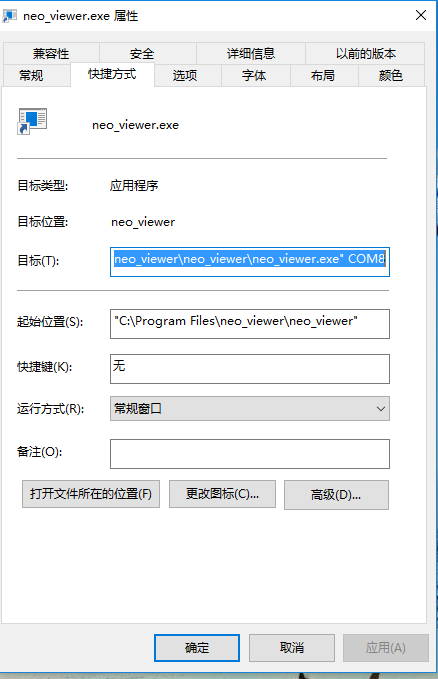 neo_viewer.exe 属性
兼容性 安全 详细信息 以前的版本
常规 快捷方式 选项 字体 布局 颜色
neo_viewer.exe
目标类型: 应用程序
目标位置: neo_viewer
目标(T): neo_viewer\neo_viewer\neo_viewer.exe" COM8
起始位置(S): "C:\Program Files\neo_viewer\neo_viewer"
快捷键(K): 无
运行方式(R): 常规窗口
备注(O):
打开文件所在的位置(F) 更改图标(C)... 高级(D)...
确定 取消 应用(A)